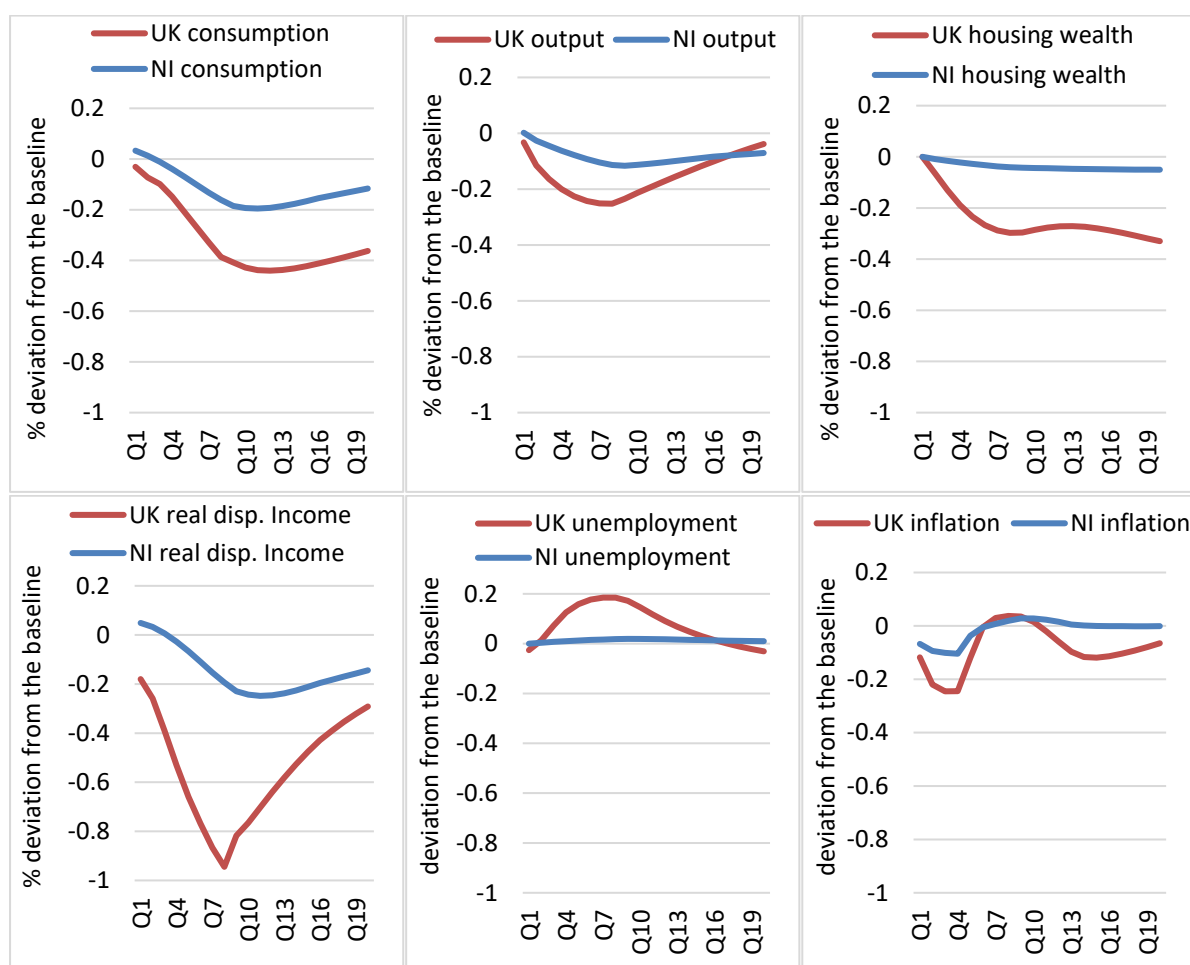 UK consumption
NI consumption
% deviation from the baseline
0.2
0
-0.2
-0.4
-0.6
-0.8
-1
Q1 Q4 Q7 Q10 Q13 Q16 Q19
UK output NI output
% deviation from the baseline
0.2
0
-0.2
-0.4
-0.6
-0.8
-1
Q1 Q4 Q7 Q10 Q13 Q16 Q19
UK housing wealth
NI housing wealth
% deviation from the baseline
0.2
0
-0.2
-0.4
-0.6
-0.8
-1
Q1 Q4 Q7 Q10 Q13 Q16 Q19
UK real disp. Income
NI real disp. Income
% deviation from the baseline
0.2
0
-0.2
-0.4
-0.6
-0.8
-1
Q1 Q4 Q7 Q10 Q13 Q16 Q19
UK unemployment
NI unemployment
deviation from the baseline
0.2
0
-0.2
-0.4
-0.6
-0.8
-1
Q1 Q4 Q7 Q10 Q13 Q16 Q19
UK inflation NI inflation
deviation from the baseline
0.2
0
-0.2
-0.4
-0.6
-0.8
-1
Q1 Q4 Q7 Q10 Q13 Q16 Q19